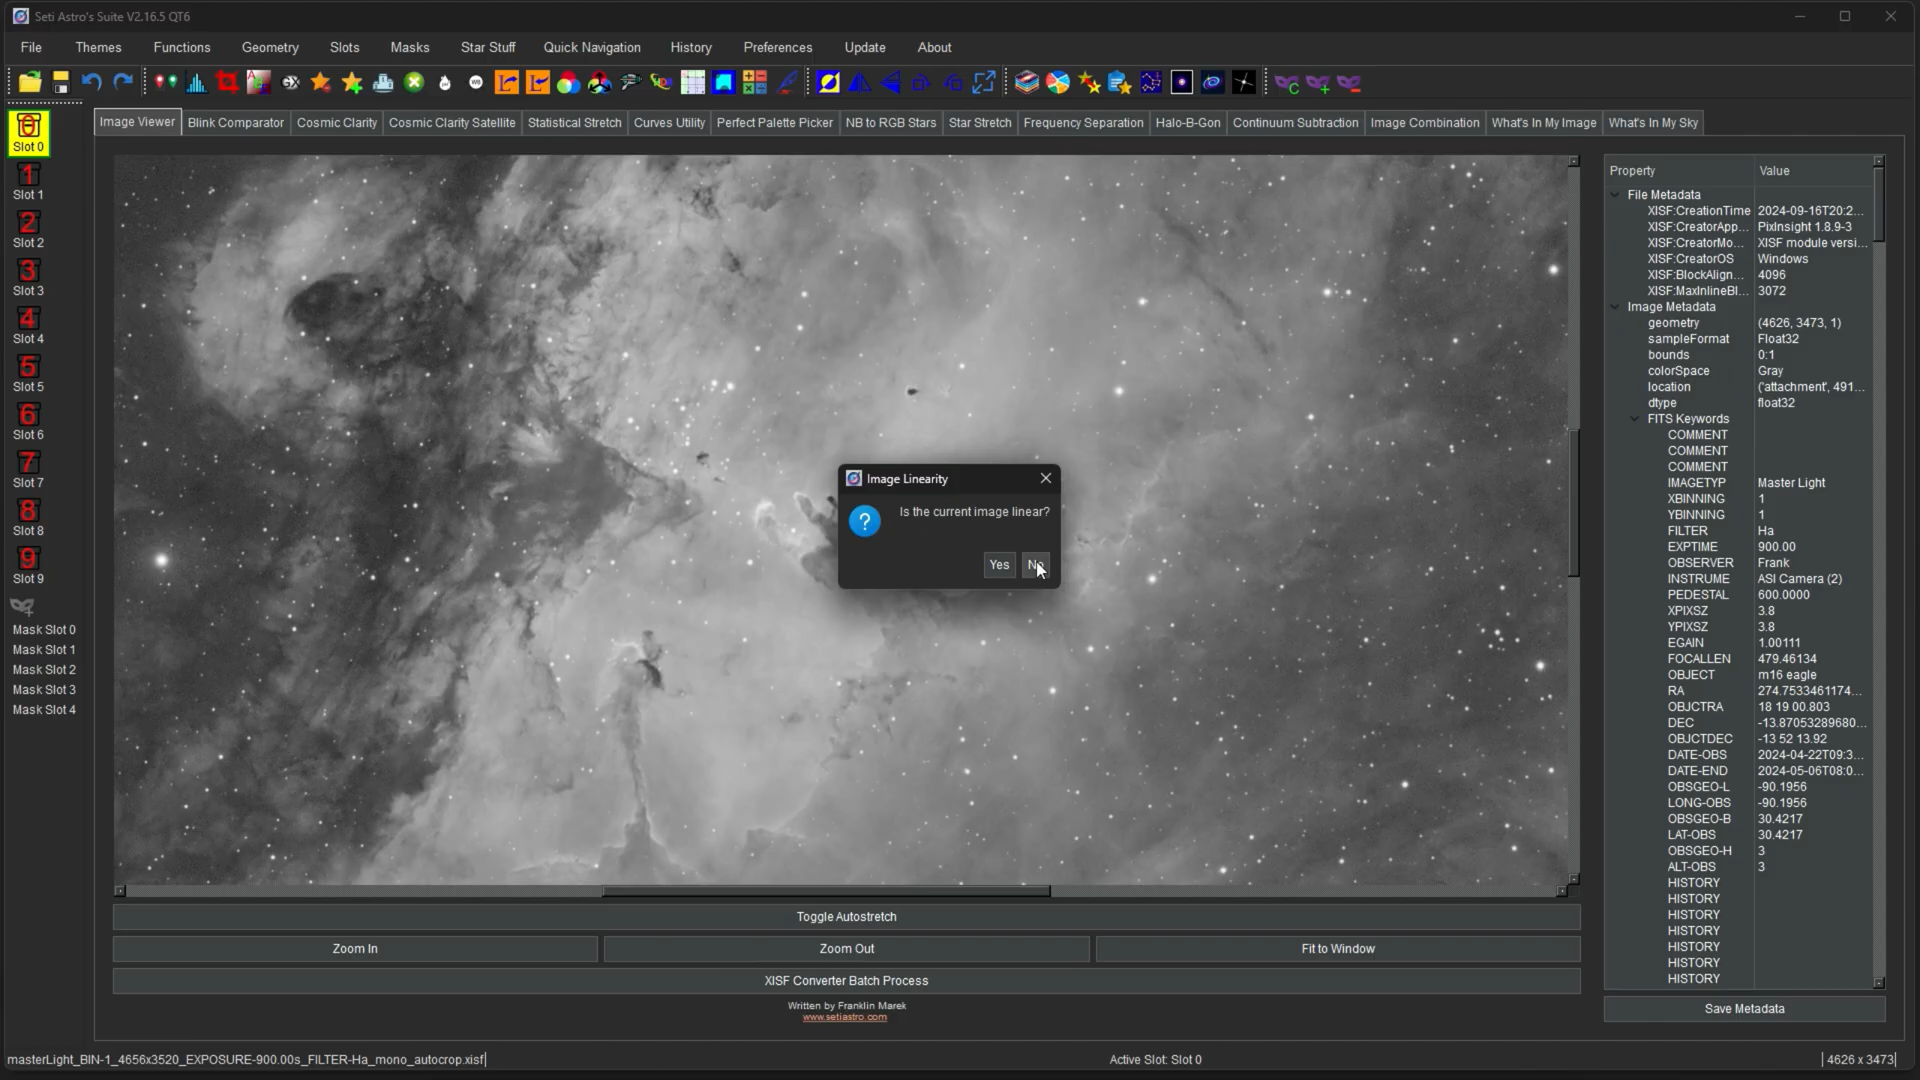 Seti Astro's Suite V2.16.5 QT6
File Themes Functions Geometry Slots Masks Star Stuff Quick Navigation History Preferences Update About
Image Viewer Blink Comparator Cosmic Clarity Cosmic Clarity Satellite Statistical Stretch Curves Utility Perfect Palette Picker NB to RGB Stars Star Stretch Frequency Separation Halo-B-Gon Continuum Subtraction Image Combination What's In My Image What's In My Sky
0
Slot 0
1
Slot 1
2
Slot 2
3
Slot 3
4
Slot 4
5
Slot 5
6
Slot 6
7
Slot 7
8
Slot 8
9
Slot 9
Mask Slot 0
Mask Slot 1
Mask Slot 2
Mask Slot 3
Mask Slot 4
Image Linearity
Is the current image linear?
Yes No
Property Value
File Metadata
XISF:CreationTime 2024-09-16T20:2...
XISF:CreatorApp... PixInsight 1.8.9-3
XISF:CreatorMo... XISF module versi...
XISF:CreatorOS Windows
XISF:BlockAlign... 4096
XISF:MaxInlineBl... 3072
Image Metadata
geometry (4626, 3473, 1)
sampleFormat Float32
bounds 0:1
colorSpace Gray
location ('attachment', 491...
dtype float32
FITS Keywords
COMMENT
COMMENT
COMMENT
IMAGETYP Master Light
XBINNING 1
YBINNING 1
FILTER Ha
EXPTIME 900.00
OBSERVER Frank
INSTRUME ASI Camera (2)
PEDESTAL 600.0000
XPIXSZ 3.8
YPIXSZ 3.8
EGAIN 1.00111
FOCALLEN 479.46134
OBJECT m16 eagle
RA 274.7533461174...
OBJCTRA 18 19 00.803
DEC -13.87053289680...
OBJCTDEC -13 52 13.92
DATE-OBS 2024-04-22T09:3...
DATE-END 2024-05-06T08:0...
OBSGEO-L -90.1956
LONG-OBS -90.1956
OBSGEO-B 30.4217
LAT-OBS 30.4217
OBSGEO-H 3
ALT-OBS 3
HISTORY
HISTORY
HISTORY
HISTORY
HISTORY
HISTORY
HISTORY
Save Metadata
Toggle Autostretch
Zoom In Zoom Out Fit to Window
XISF Converter Batch Process
Written by Franklin Marek
www.setiastro.com
masterLight_BIN-1_4656x3520_EXPOSURE-900.00s_FILTER-Ha_mono_autocrop.xisf
Active Slot: Slot 0
4626 x 3473